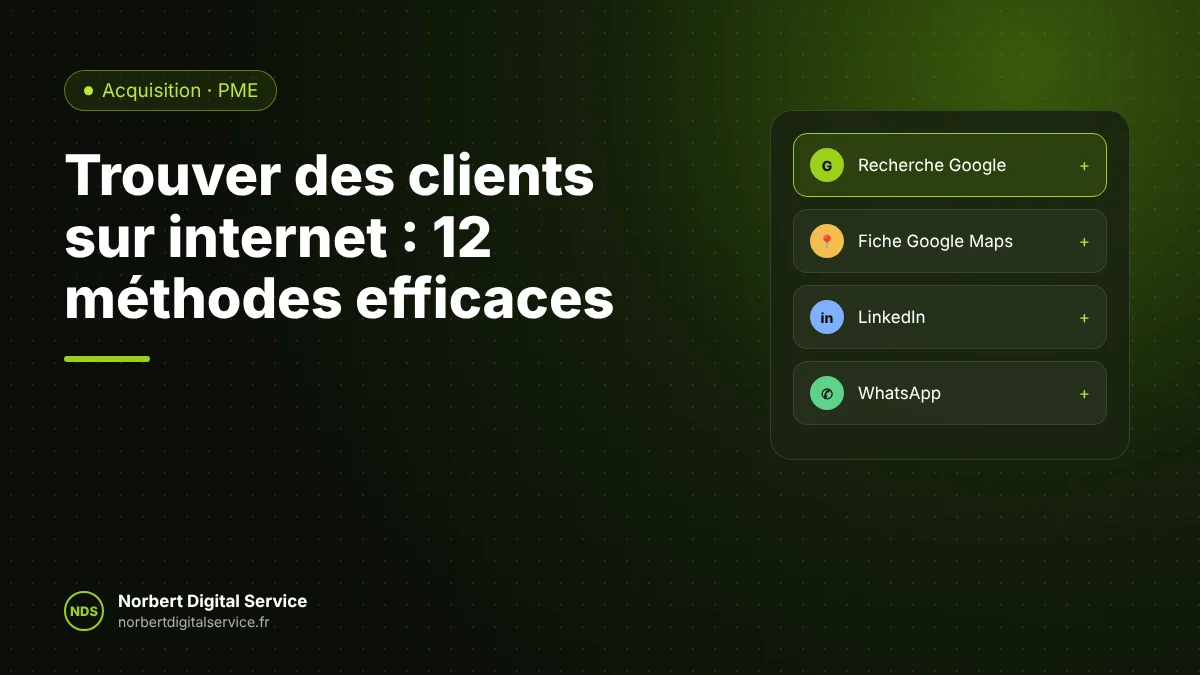 Acquisition · PME
Trouver des clients
sur internet : 12
méthodes efficaces
G Recherche Google +
📍 Fiche Google Maps +
in LinkedIn +
✆ WhatsApp +
NDS
Norbert Digital Service
norbertdigitalservice.fr